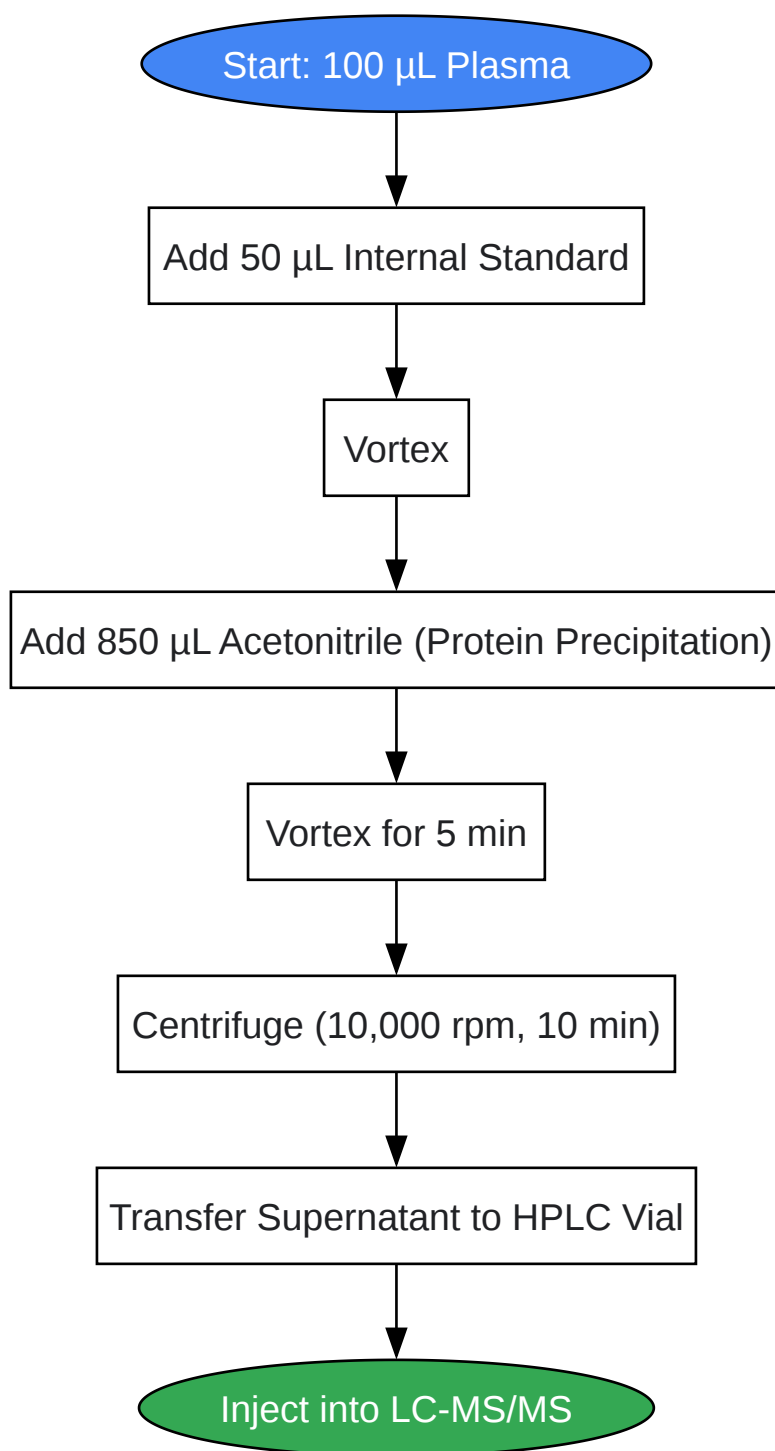 Start: 100 µL Plasma
Add 50 µL Internal Standard
Vortex
Add 850 µL Acetonitrile (Protein Precipitation)
Vortex for 5 min
Centrifuge (10,000 rpm, 10 min)
Transfer Supernatant to HPLC Vial
Inject into LC-MS/MS